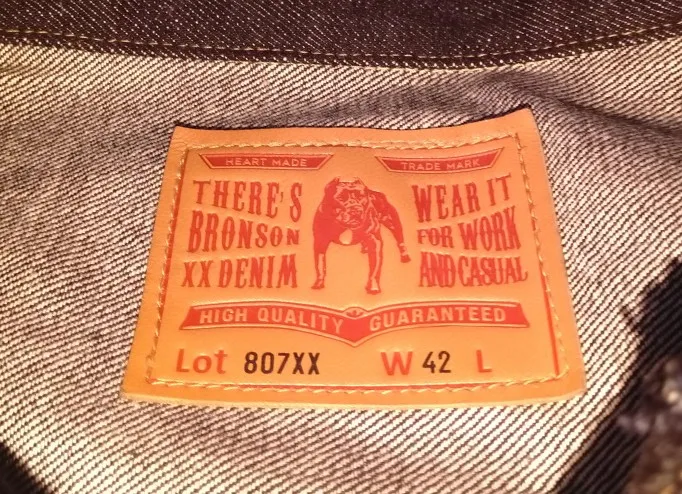 HEART MADE
TRADE MARK
THERE'S
BRONSON
XX DENIM
WEAR IT
FOR WORK
AND CASUAL
HIGH QUALITY GUARANTEED
Lot 807XX W 42 L